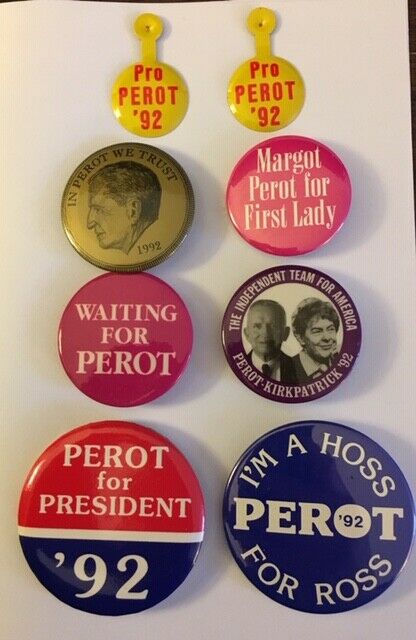 Pro
PEROT
'92
Pro
PEROT
'92
IN PEROT WE TRUST
1992
Margot
Perot for
First Lady
WAITING
FOR
PEROT
THE INDEPENDENT TEAM FOR AMERICA
PEROT-KIRKPATRICK '92
PEROT
for
PRESIDENT
'92
I'M A HOSS
PEROT '92
FOR ROSS